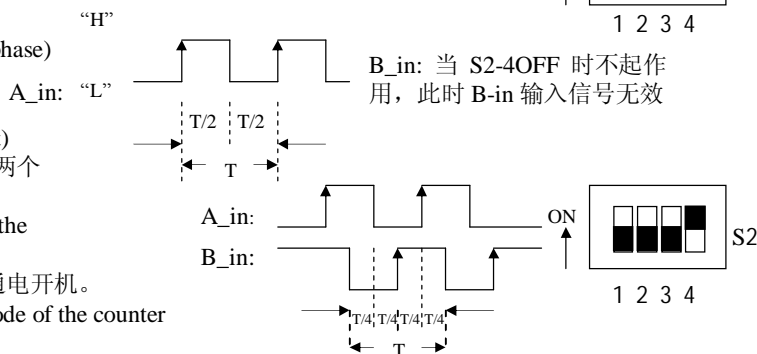 1 2 3 4
“H”
phase)
A_in: “L”
T/2 T/2
T
B_in: 当 S2-4OFF 时不起作
用，此时 B-in 输入信号无效
两个
the
通电开机。
ode of the counter
A_in:
B_in:
T/4 T/4 T/4 T/4
T
ON
S2
1 2 3 4